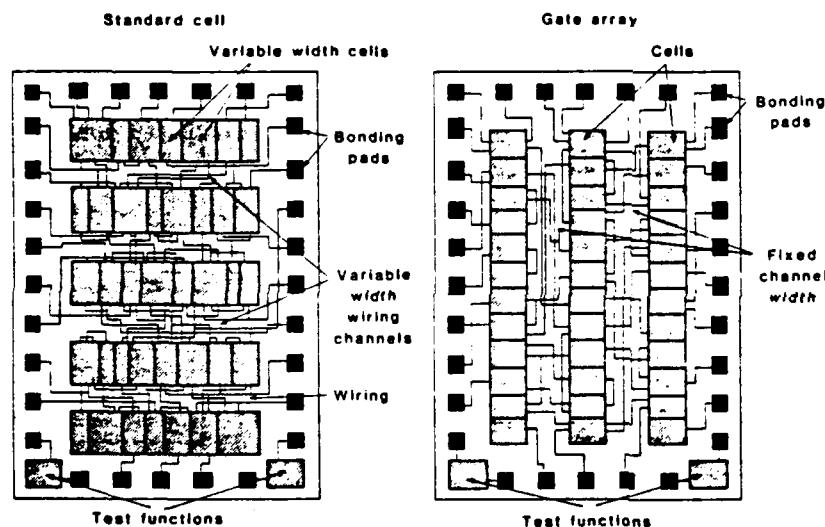 Standard cell
Variable width cells
Bonding
pads
Variable
width
wiring
channels
Wiring
Test functions
Gate array
Cells
Bonding
pads
Fixed
channel
width
Test functions